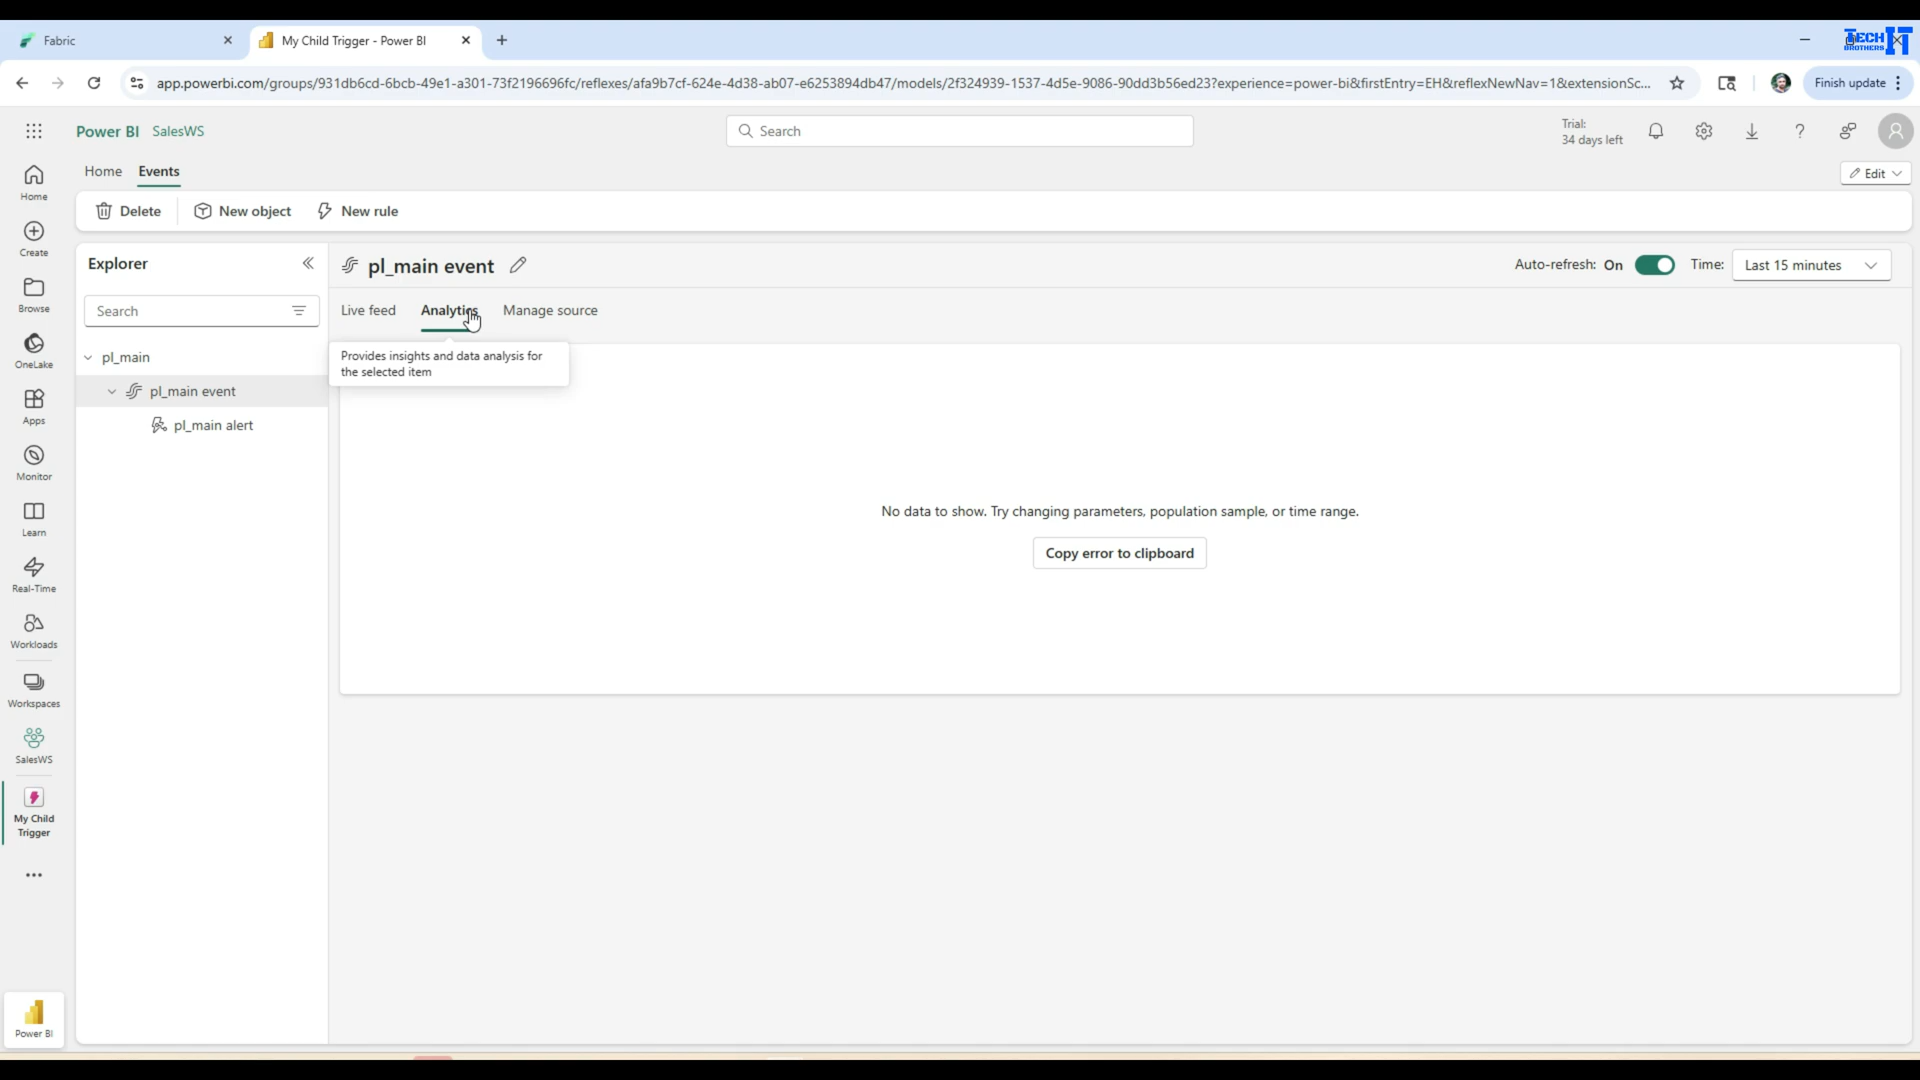 Fabric
My Child Trigger - Power BI
TECH IT
BROTHERS
app.powerbi.com/groups/931db6cd-6bcb-49e1-a301-73f2196696fc/reflexes/afa9b7cf-624e-4d38-ab07-e6253894db47/models/2f324939-1537-4d5e-9086-90dd3b56ed23?experience=power-bi&firstEntry=EH&reflexNewNav=1&extensionSc...
Finish update
Power BI SalesWS
Search
Trial:
34 days left
Home Events
Edit
Delete New object New rule
Home
Create
Browse
OneLake
Apps
Monitor
Learn
Real-Time
Workloads
Workspaces
SalesWS
My Child
Trigger
Power BI
Explorer
Search
pl_main
pl_main event
pl_main alert
pl_main event
Auto-refresh: On
Time: Last 15 minutes
Live feed Analytics Manage source
Provides insights and data analysis for
the selected item
No data to show. Try changing parameters, population sample, or time range.
Copy error to clipboard